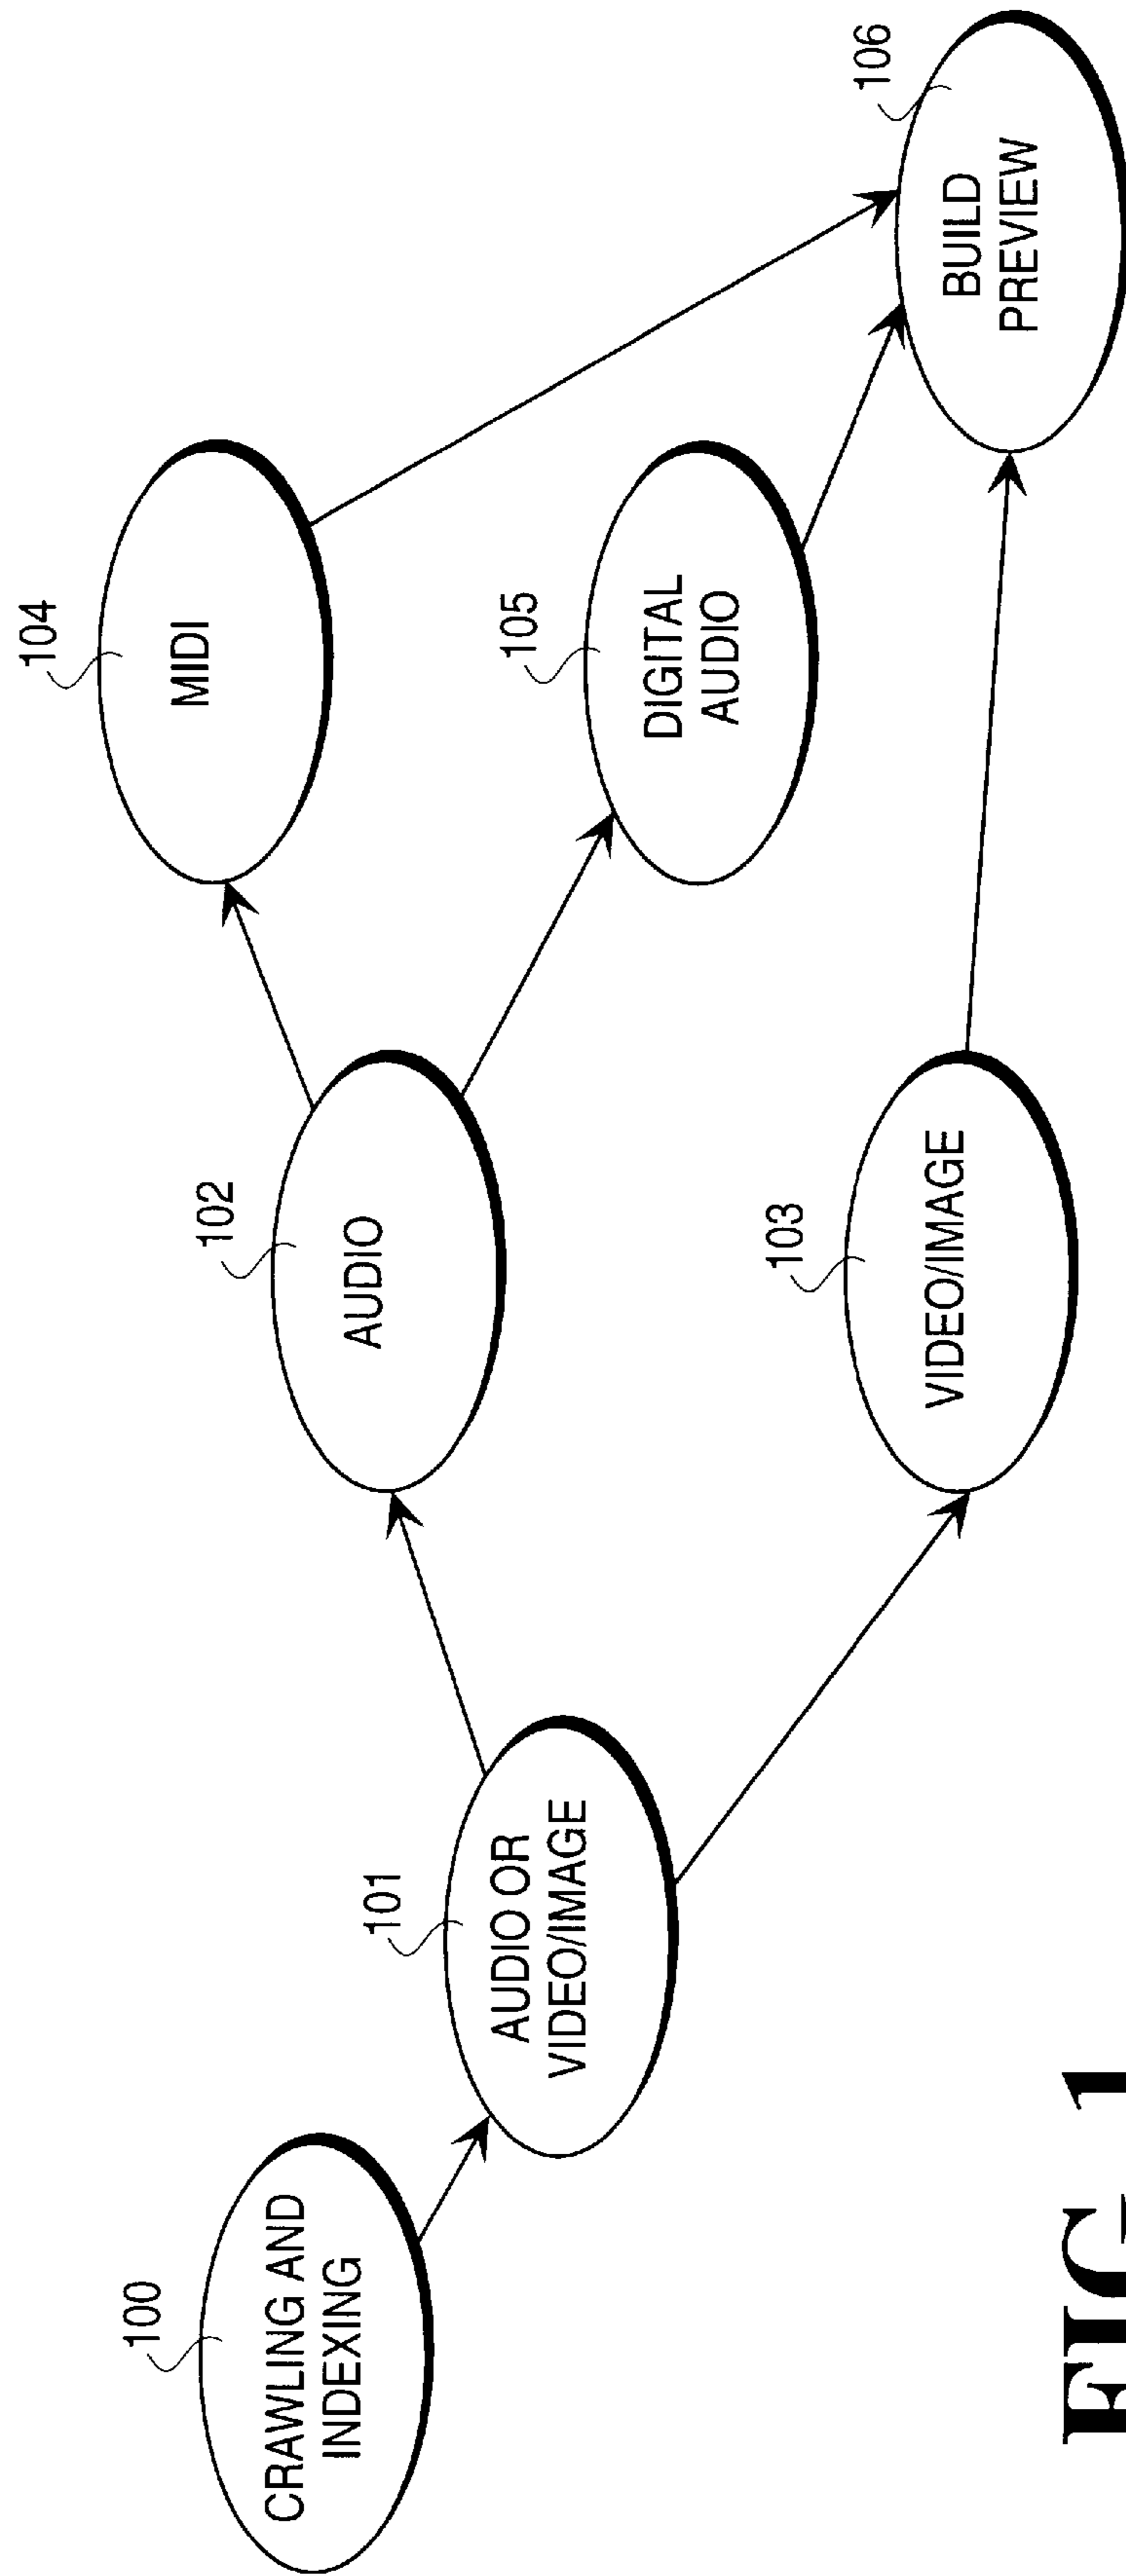 100
CRAWLING AND
INDEXING
101
AUDIO OR
VIDEO/IMAGE
102
AUDIO
103
VIDEO/IMAGE
104
MIDI
105
DIGITAL
AUDIO
106
BUILD
PREVIEW
FIG. 1